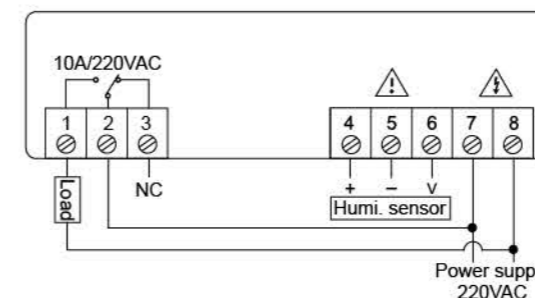 10A/220VAC
1 2 3 4 5 6 7 8
NC + - V
Load
Humi. sensor
Power supp
220VAC